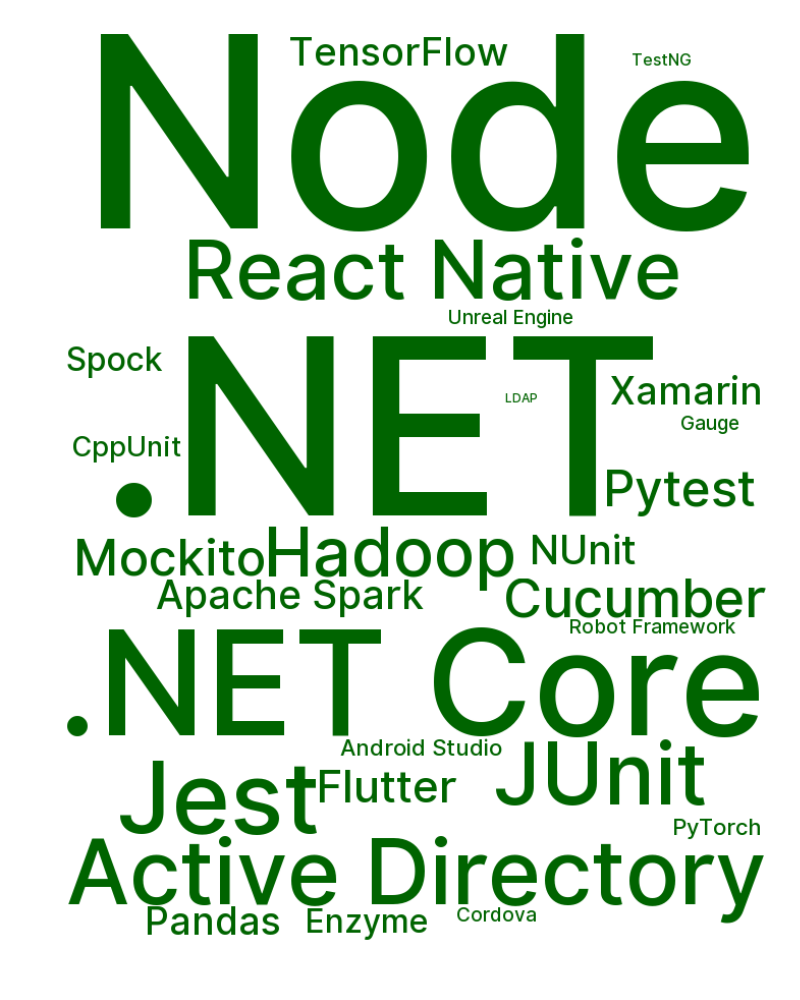 TensorFlow
TestNG
Node
React Native
Unreal Engine
.NET
Spock
Xamarin
LDAP
Gauge
CppUnit
Pytest
Mockito
Hadoop
NUnit
Apache Spark
Cucumber
Robot Framework
.NET Core
Android Studio
JUnit
Jest
Flutter
PyTorch
Active Directory
Pandas
Enzyme
Cordova